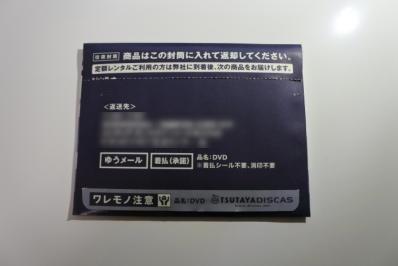 返信封筒 商品はこの封筒に入れて返却してください。
定額レンタルご利用の方は弊社に到着後、次の商品をお届けします。
<返送先>
ゆうメール 着払(承諾) 品名:DVD
※着払シール不要、消印不要
ワレモノ注意 品名:DVD TSUTAYA DISCAS